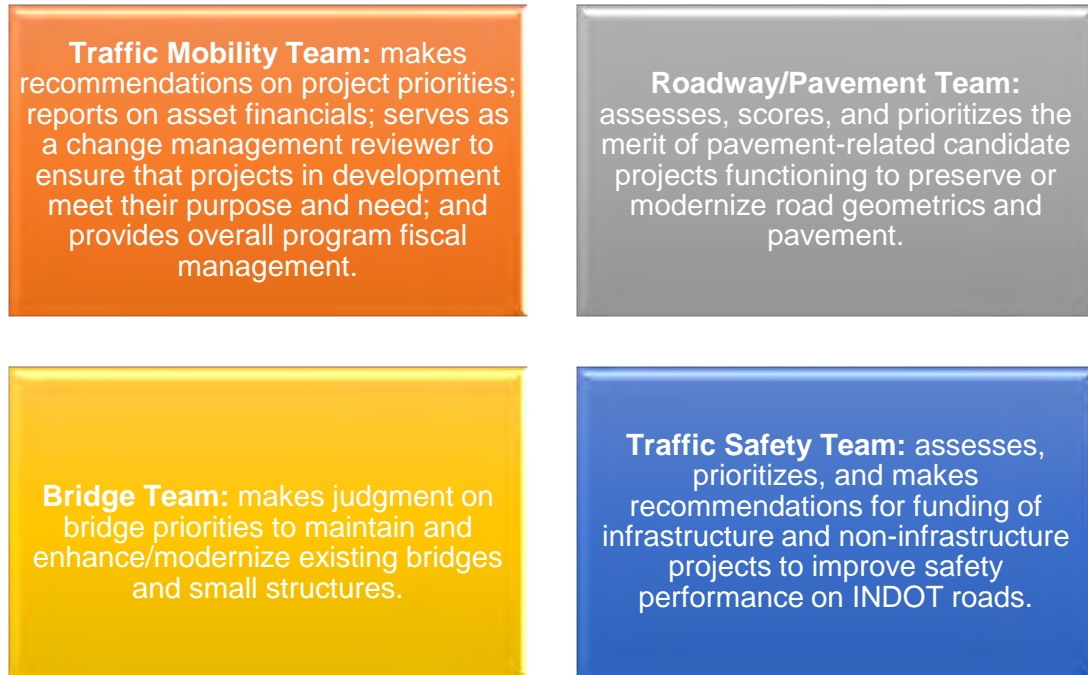 Traffic Mobility Team: makes
recommendations on project priorities;
reports on asset financials; serves as
a change management reviewer to
ensure that projects in development
meet their purpose and need; and
provides overall program fiscal
management.
Roadway/Pavement Team:
assesses, scores, and prioritizes the
merit of pavement-related candidate
projects functioning to preserve or
modernize road geometrics and
pavement.
Bridge Team: makes judgment on
bridge priorities to maintain and
enhance/modernize existing bridges
and small structures.
Traffic Safety Team: assesses,
prioritizes, and makes
recommendations for funding of
infrastructure and non-infrastructure
projects to improve safety
performance on INDOT roads.